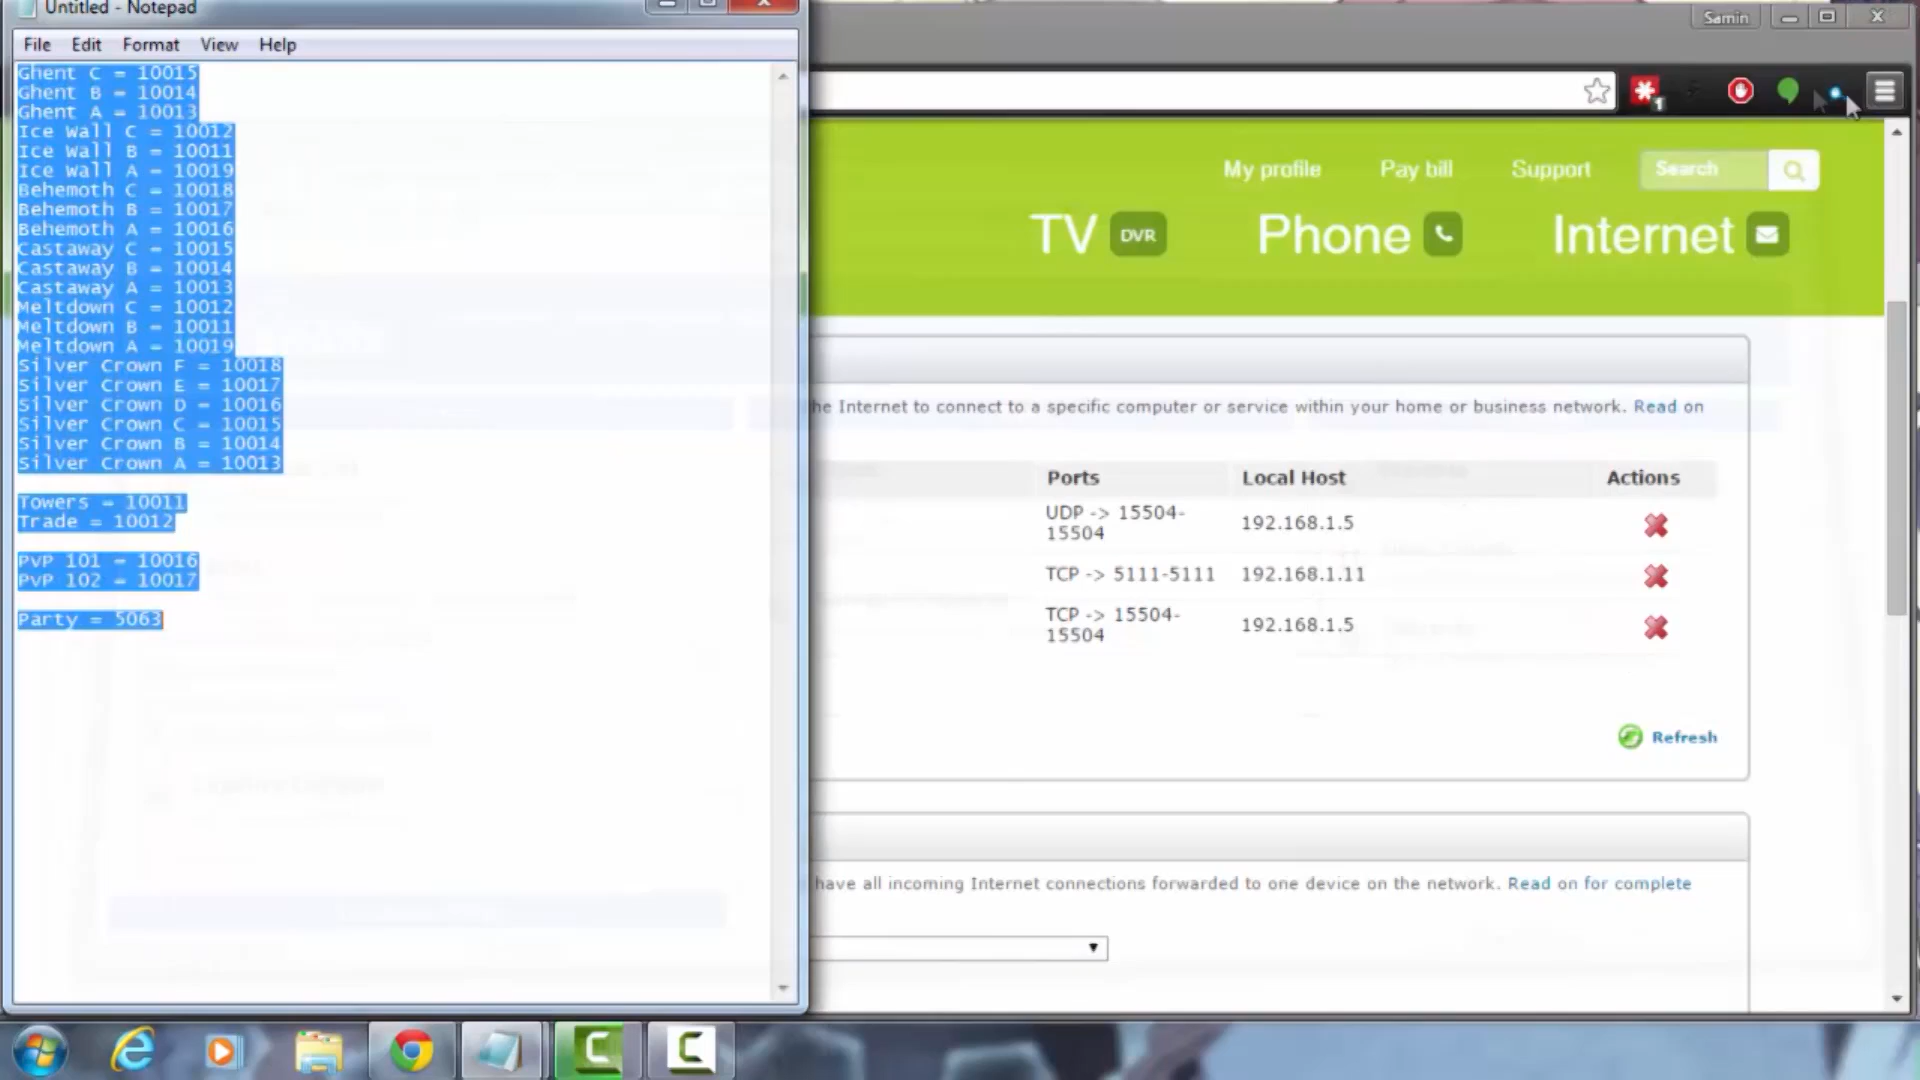 Untitled - Notepad
File Edit Format View Help
Ghent C = 10015
Ghent B = 10014
Ghent A = 10013
Ice Wall C = 10012
Ice Wall B = 10011
Ice Wall A = 10019
Behemoth C = 10018
Behemoth B = 10017
Behemoth A = 10016
Castaway C = 10015
Castaway B = 10014
Castaway A = 10013
Meltdown C = 10012
Meltdown B = 10011
Meltdown A = 10019
Silver Crown F = 10018
Silver Crown E = 10017
Silver Crown D = 10016
Silver Crown C = 10015
Silver Crown B = 10014
Silver Crown A = 10013
Towers = 10011
Trade = 10012
PvP 101 = 10016
PvP 102 = 10017
Party = 5063
Samin
1
My profile Pay bill Support Search
TV DVR Phone Internet
he Internet to connect to a specific computer or service within your home or business network. Read on
Ports Local Host Actions
UDP -> 15504-
15504
192.168.1.5
TCP -> 5111-5111 192.168.1.11
TCP -> 15504-
15504
192.168.1.5
Refresh
have all incoming Internet connections forwarded to one device on the network. Read on for complete